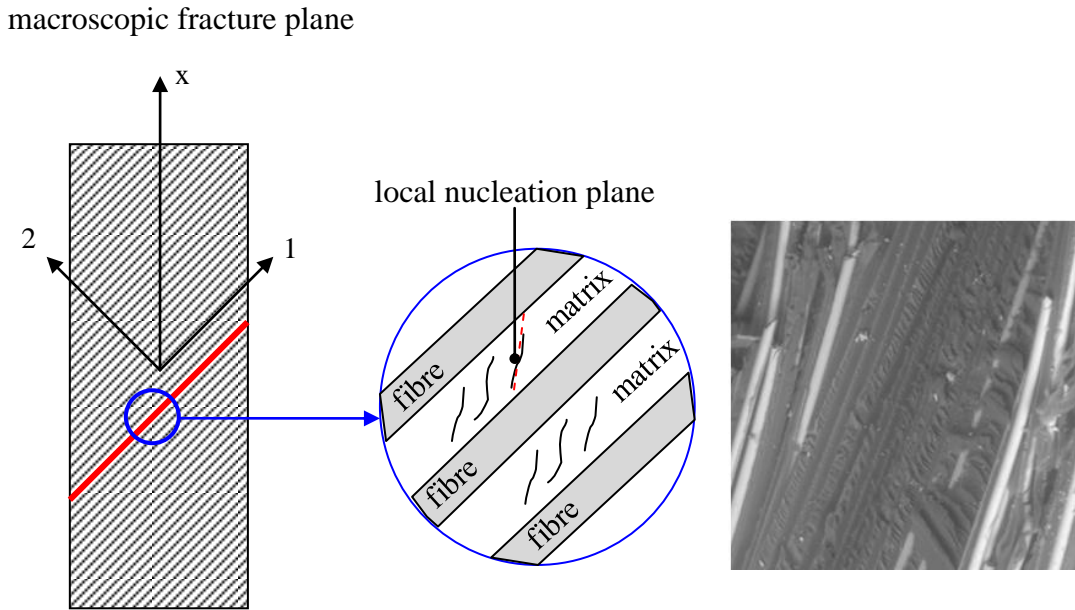 macroscopic fracture plane
x
local nucleation plane
2
1
matrix
matrix
fibre
fibre
fibre